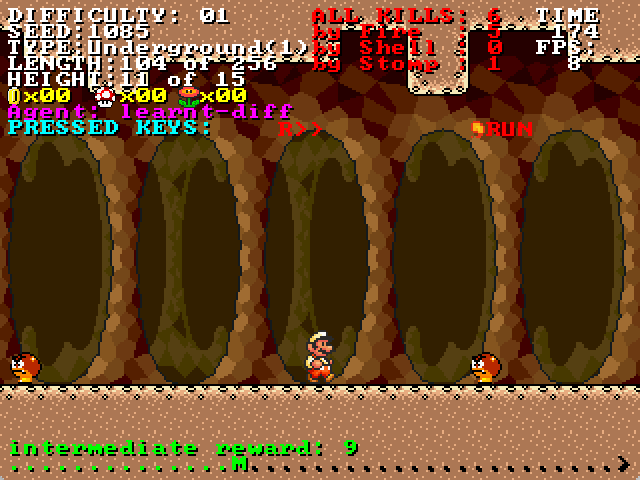 DIFFICULTY: 01 ALL KILLS: 6 TIME
SEED:1085 by Fire : 5 174
TYPE:Underground(1) by Shell : 0 FPS:
LENGTH:104 of 256 by Stomp : 1 8
HEIGHT:11 of 15
x00 x00 x00
Agent: learnt-diff
PRESSED KEYS: R>> RUN
intermediate reward: 9
..............M...............................>